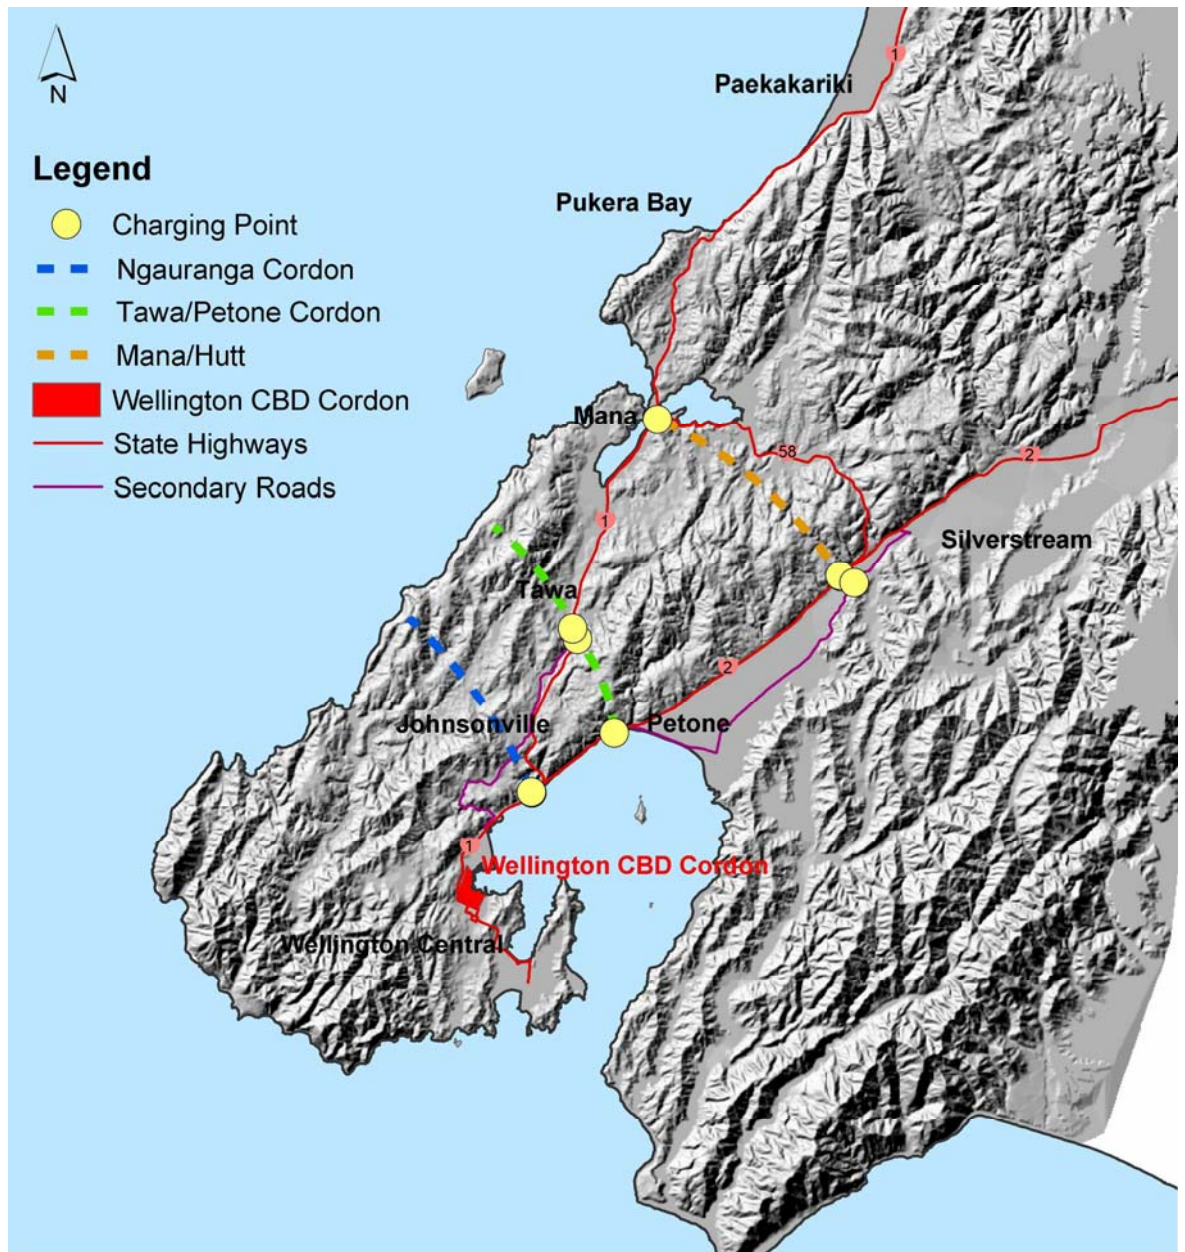 N
Legend
Charging Point
Ngauranga Cordon
Tawa/Petone Cordon
Mana/Hutt
Wellington CBD Cordon
State Highways
Secondary Roads
1
Paekakariki
Pukera Bay
Mana
58
2
1
Silverstream
Tawa
2
Johnsonville
Petone
1
Wellington CBD Cordon
Wellington Central